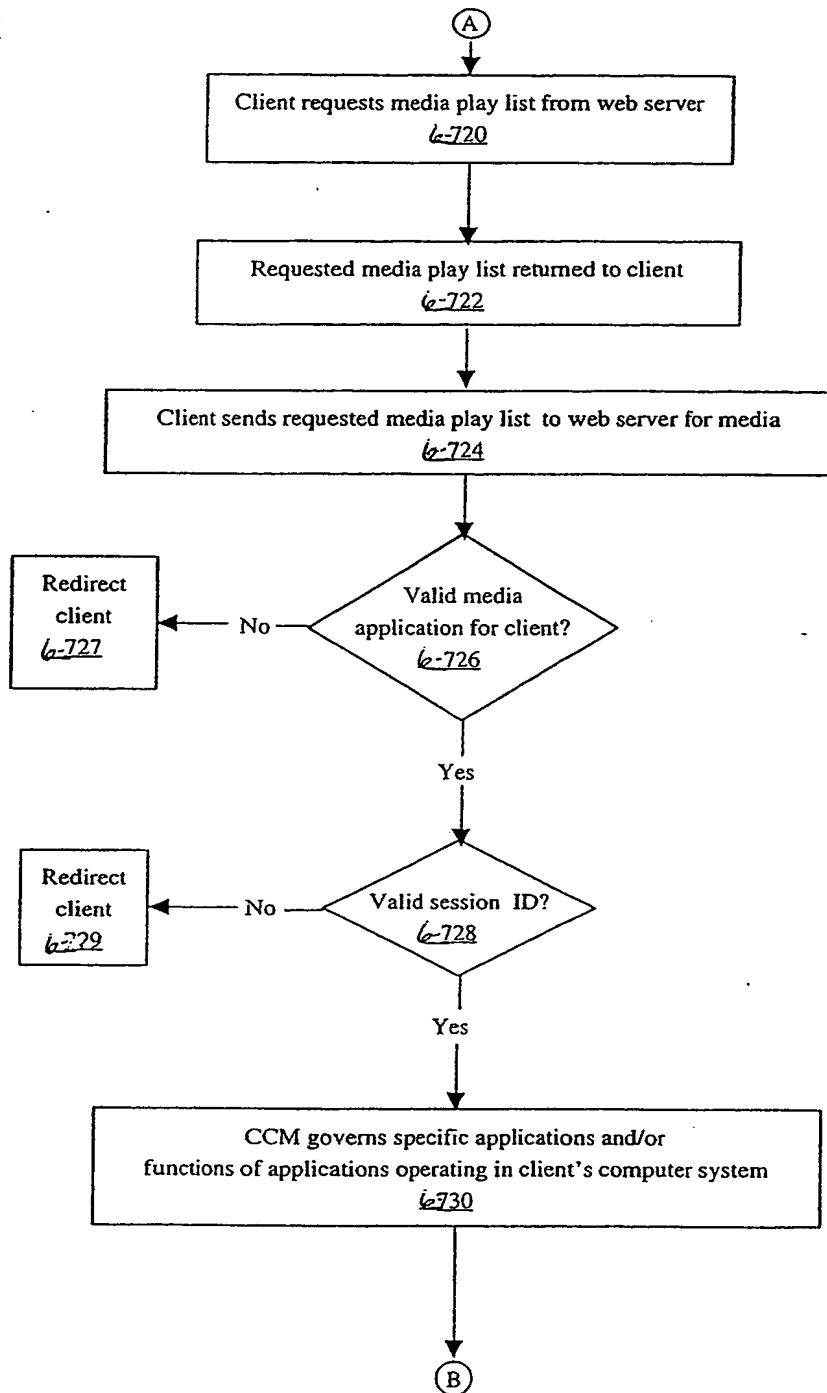 A
Client requests media play list from web server
6-720
Requested media play list returned to client
6-722
Client sends requested media play list to web server for media
6-724
Valid media
application for client?
6-726
No
Redirect
client
6-727
Yes
Valid session ID?
6-728
No
Redirect
client
6-729
Yes
CCM governs specific applications and/or
functions of applications operating in client's computer system
6-730
B